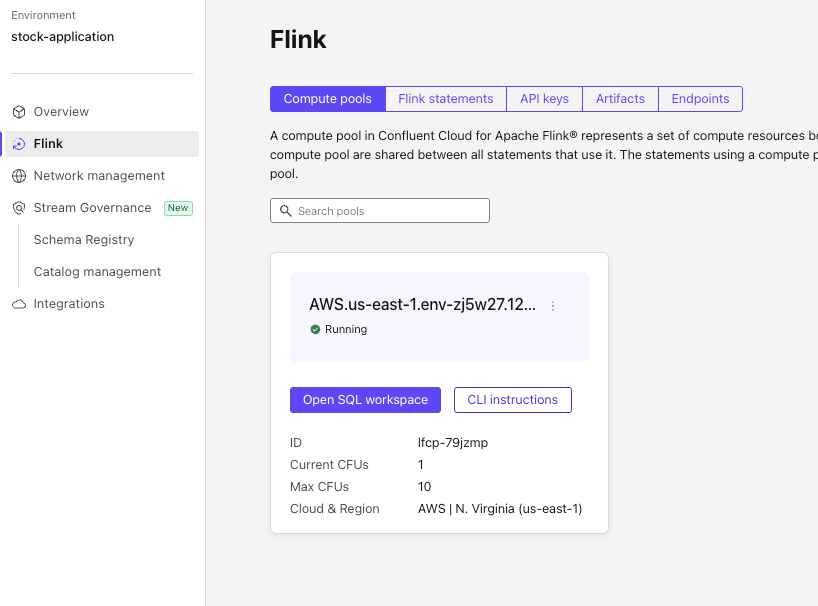 Environment
stock-application
Overview
Flink
Network management
Stream Governance New
Schema Registry
Catalog management
Integrations
Flink
Compute pools Flink statements API keys Artifacts Endpoints
A compute pool in Confluent Cloud for Apache Flink® represents a set of compute resources
compute pool are shared between all statements that use it. The statements using a compute
pool.
Search pools
AWS.us-east-1.env-zj5w27.12...
Running
Open SQL workspace CLI instructions
ID lfcp-79jzmp
Current CFUs 1
Max CFUs 10
Cloud & Region AWS | N. Virginia (us-east-1)